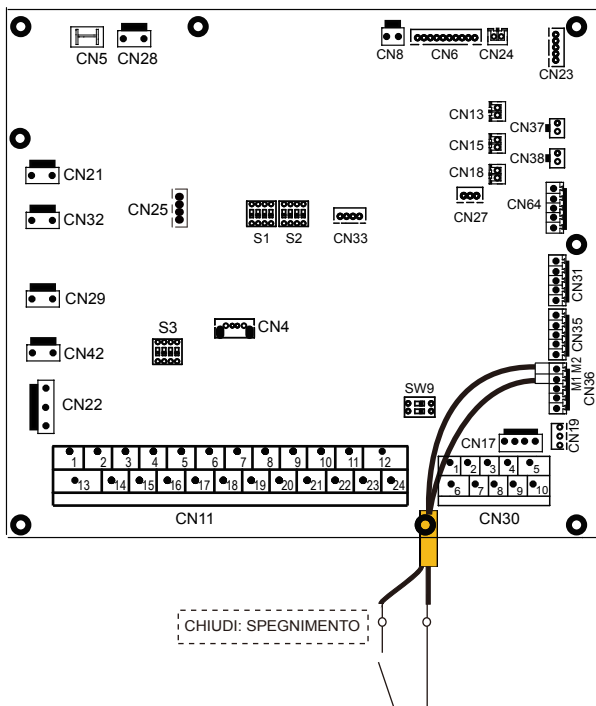 CN5
CN28
CN8
CN6
CN24
CN23
CN13
CN37
CN15
CN38
CN18
CN21
CN25
CN27
CN64
CN32
S1
S2
CN33
CN31
CN29
CN4
CN35
S3
CN42
M1 M2
CN36
SW9
CN22
CN17
CN19
1 2 3 4 5 6 7 8 9 10 11 12
13 14 15 16 17 18 19 20 21 22 23 24
CN11
1 2 3 4 5
6 7 8 9 10
CN30
CHIUDI: SPEGNIMENTO